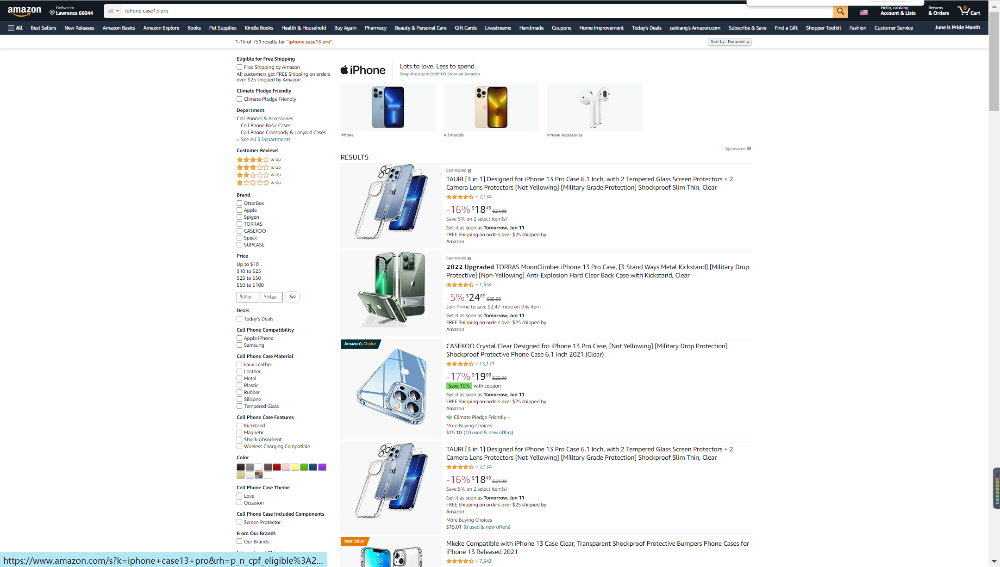 amazon
Deliver to
Lawrence 66044
All
iphone case13 pro
Hello, caixiang
Account & Lists
Returns
& Orders
0
Cart
All
Best Sellers
New Releases
Amazon Basics
Amazon Explore
Books
Pet Supplies
Kindle Books
Health & Household
Buy Again
Pharmacy
Beauty & Personal Care
Gift Cards
Livestreams
Handmade
Coupons
Home Improvement
Today's Deals
caixiang's Amazon.com
Subscribe & Save
Find a Gift
Shopper Toolkit
Fashion
Customer Service
June is Pride Month
1-16 of 751 results for "iphone case13 pro"
Sort by: Featured
Eligible for Free Shipping
Free Shipping by Amazon
All customers get FREE Shipping on orders
over $25 shipped by Amazon
Climate Pledge Friendly
Climate Pledge Friendly
Department
Cell Phones & Accessories
Cell Phone Basic Cases
Cell Phone Crossbody & Lanyard Cases
See All 3 Departments
Customer Reviews
& Up
& Up
& Up
& Up
Brand
OtterBox
Apple
Spigen
TORRAS
CASEKOO
Speck
SUPCASE
Price
Up to $10
$10 to $25
$25 to $50
$50 to $100
$ Min
$ Max
Go
Deals
Today's Deals
Cell Phone Compatibility
Apple iPhone
Samsung
Cell Phone Case Material
Faux Leather
Leather
Metal
Plastic
Rubber
Silicone
Tempered Glass
Cell Phone Case Features
Kickstand
Magnetic
Shock-Absorbent
Wireless Charging Compatible
Color
Cell Phone Case Theme
Love
Occasion
Cell Phone Case Included Components
Screen Protector
From Our Brands
Our Brands
International Shipping
https://www.amazon.com/s?k=iphone+case13+pro&rh=p_n_cpf_eligible%3A2...
iPhone
Lots to love. Less to spend.
Shop the Apple OMD US Store on Amazon
iPhone
All models
iPhone Accessories
Sponsored
RESULTS
Sponsored
TAURI [3 in 1] Designed for iPhone 13 Pro Case 6.1 Inch, with 2 Tempered Glass Screen Protectors + 2
Camera Lens Protectors [Not Yellowing] [Military Grade Protection] Shockproof Slim Thin, Clear
7,134
-16% $18 49 $21.99
Save 5% on 2 select item(s)
Get it as soon as Tomorrow, Jun 11
FREE Shipping on orders over $25 shipped by
Amazon
Sponsored
2022 Upgraded TORRAS MoonClimber iPhone 13 Pro Case, [3 Stand Ways Metal Kickstand] [Military Drop
Protective] [Non-Yellowing] Anti-Explosion Hard Clear Back Case with Kickstand, Clear
1,354
-5% $24 69 $25.99
Join Prime to save $2.47 more on this item
Get it as soon as Tomorrow, Jun 11
FREE Shipping on orders over $25 shipped by
Amazon
Amazon's Choice
CASEKOO Crystal Clear Designed for iPhone 13 Pro Case, [Not Yellowing] [Military Drop Protection]
Shockproof Protective Phone Case 6.1 inch 2021 (Clear)
13,171
-17% $19 98 $23.99
Save 10% with coupon
Get it as soon as Tomorrow, Jun 11
FREE Shipping on orders over $25 shipped by
Amazon
Climate Pledge Friendly
More Buying Choices
$15.10 (10 used & new offers)
TAURI [3 in 1] Designed for iPhone 13 Pro Case 6.1 Inch, with 2 Tempered Glass Screen Protectors + 2
Camera Lens Protectors [Not Yellowing] [Military Grade Protection] Shockproof Slim Thin, Clear
7,134
-16% $18 49 $21.99
Save 5% on 2 select item(s)
Get it as soon as Tomorrow, Jun 11
FREE Shipping on orders over $25 shipped by
Amazon
More Buying Choices
$15.01 (8 used & new offers)
Best Seller
5:38
Mkeke Compatible with iPhone 13 Case Clear, Transparent Shockproof Protective Bumpers Phone Cases for
iPhone 13 Released 2021
7,543